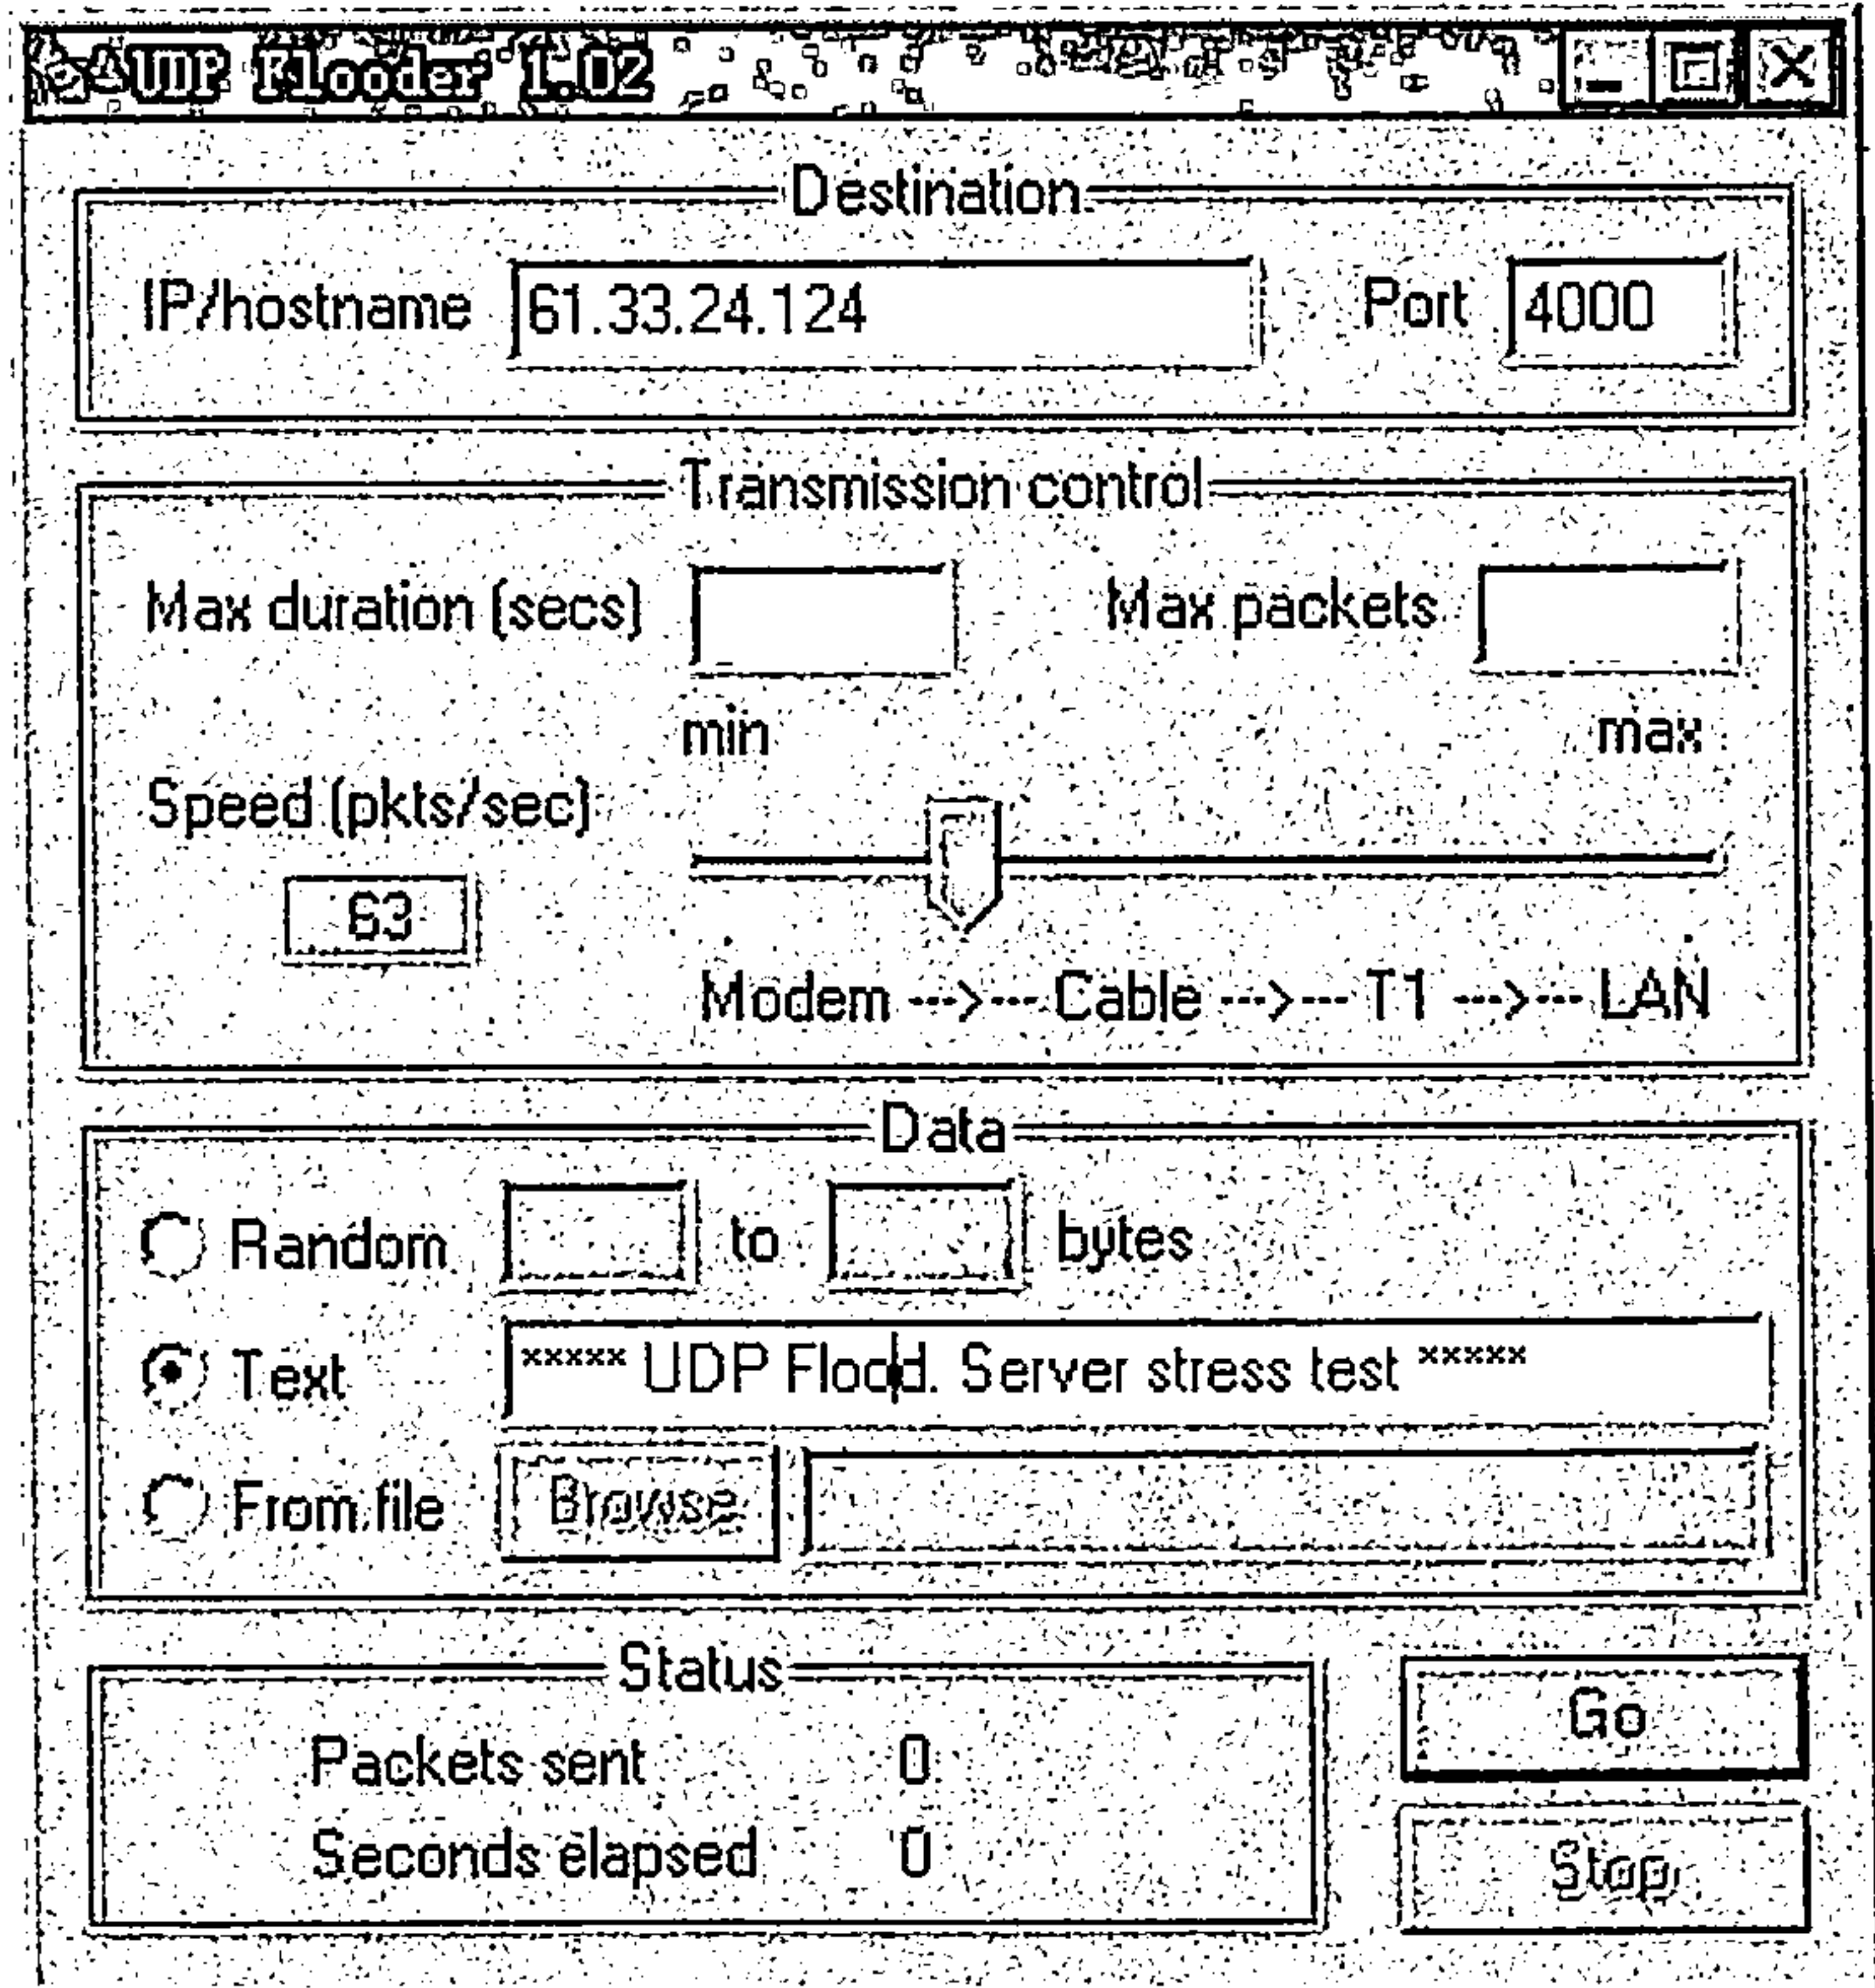 UDP Flooder 1.02
Destination
IP/hostname 61.33.24.124 Port 4000
Transmission control
Max duration (secs) Max packets
min max
Speed (pkts/sec)
63
Modem --->--- Cable --->--- T1 --->--- LAN
Data
Random to bytes
Text ***** UDP Flood. Server stress test *****
From file Browse
Status
Packets sent 0
Seconds elapsed 0
Go
Stop